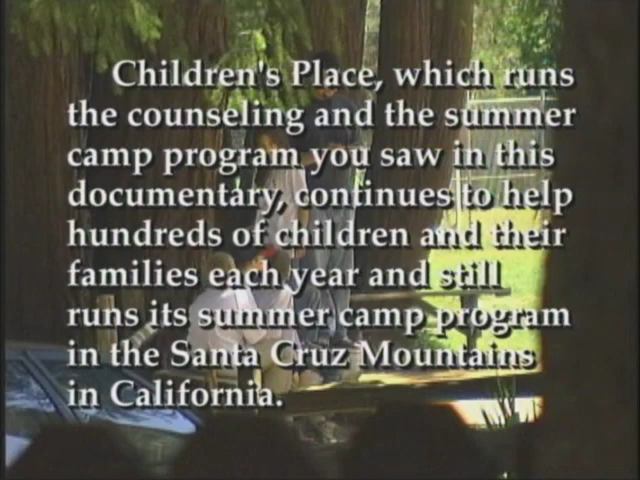 Children's Place, which runs
the counseling and the summer
camp program you saw in this
documentary, continues to help
hundreds of children and their
families each year and still
runs its summer camp program
in the Santa Cruz Mountains
in California.